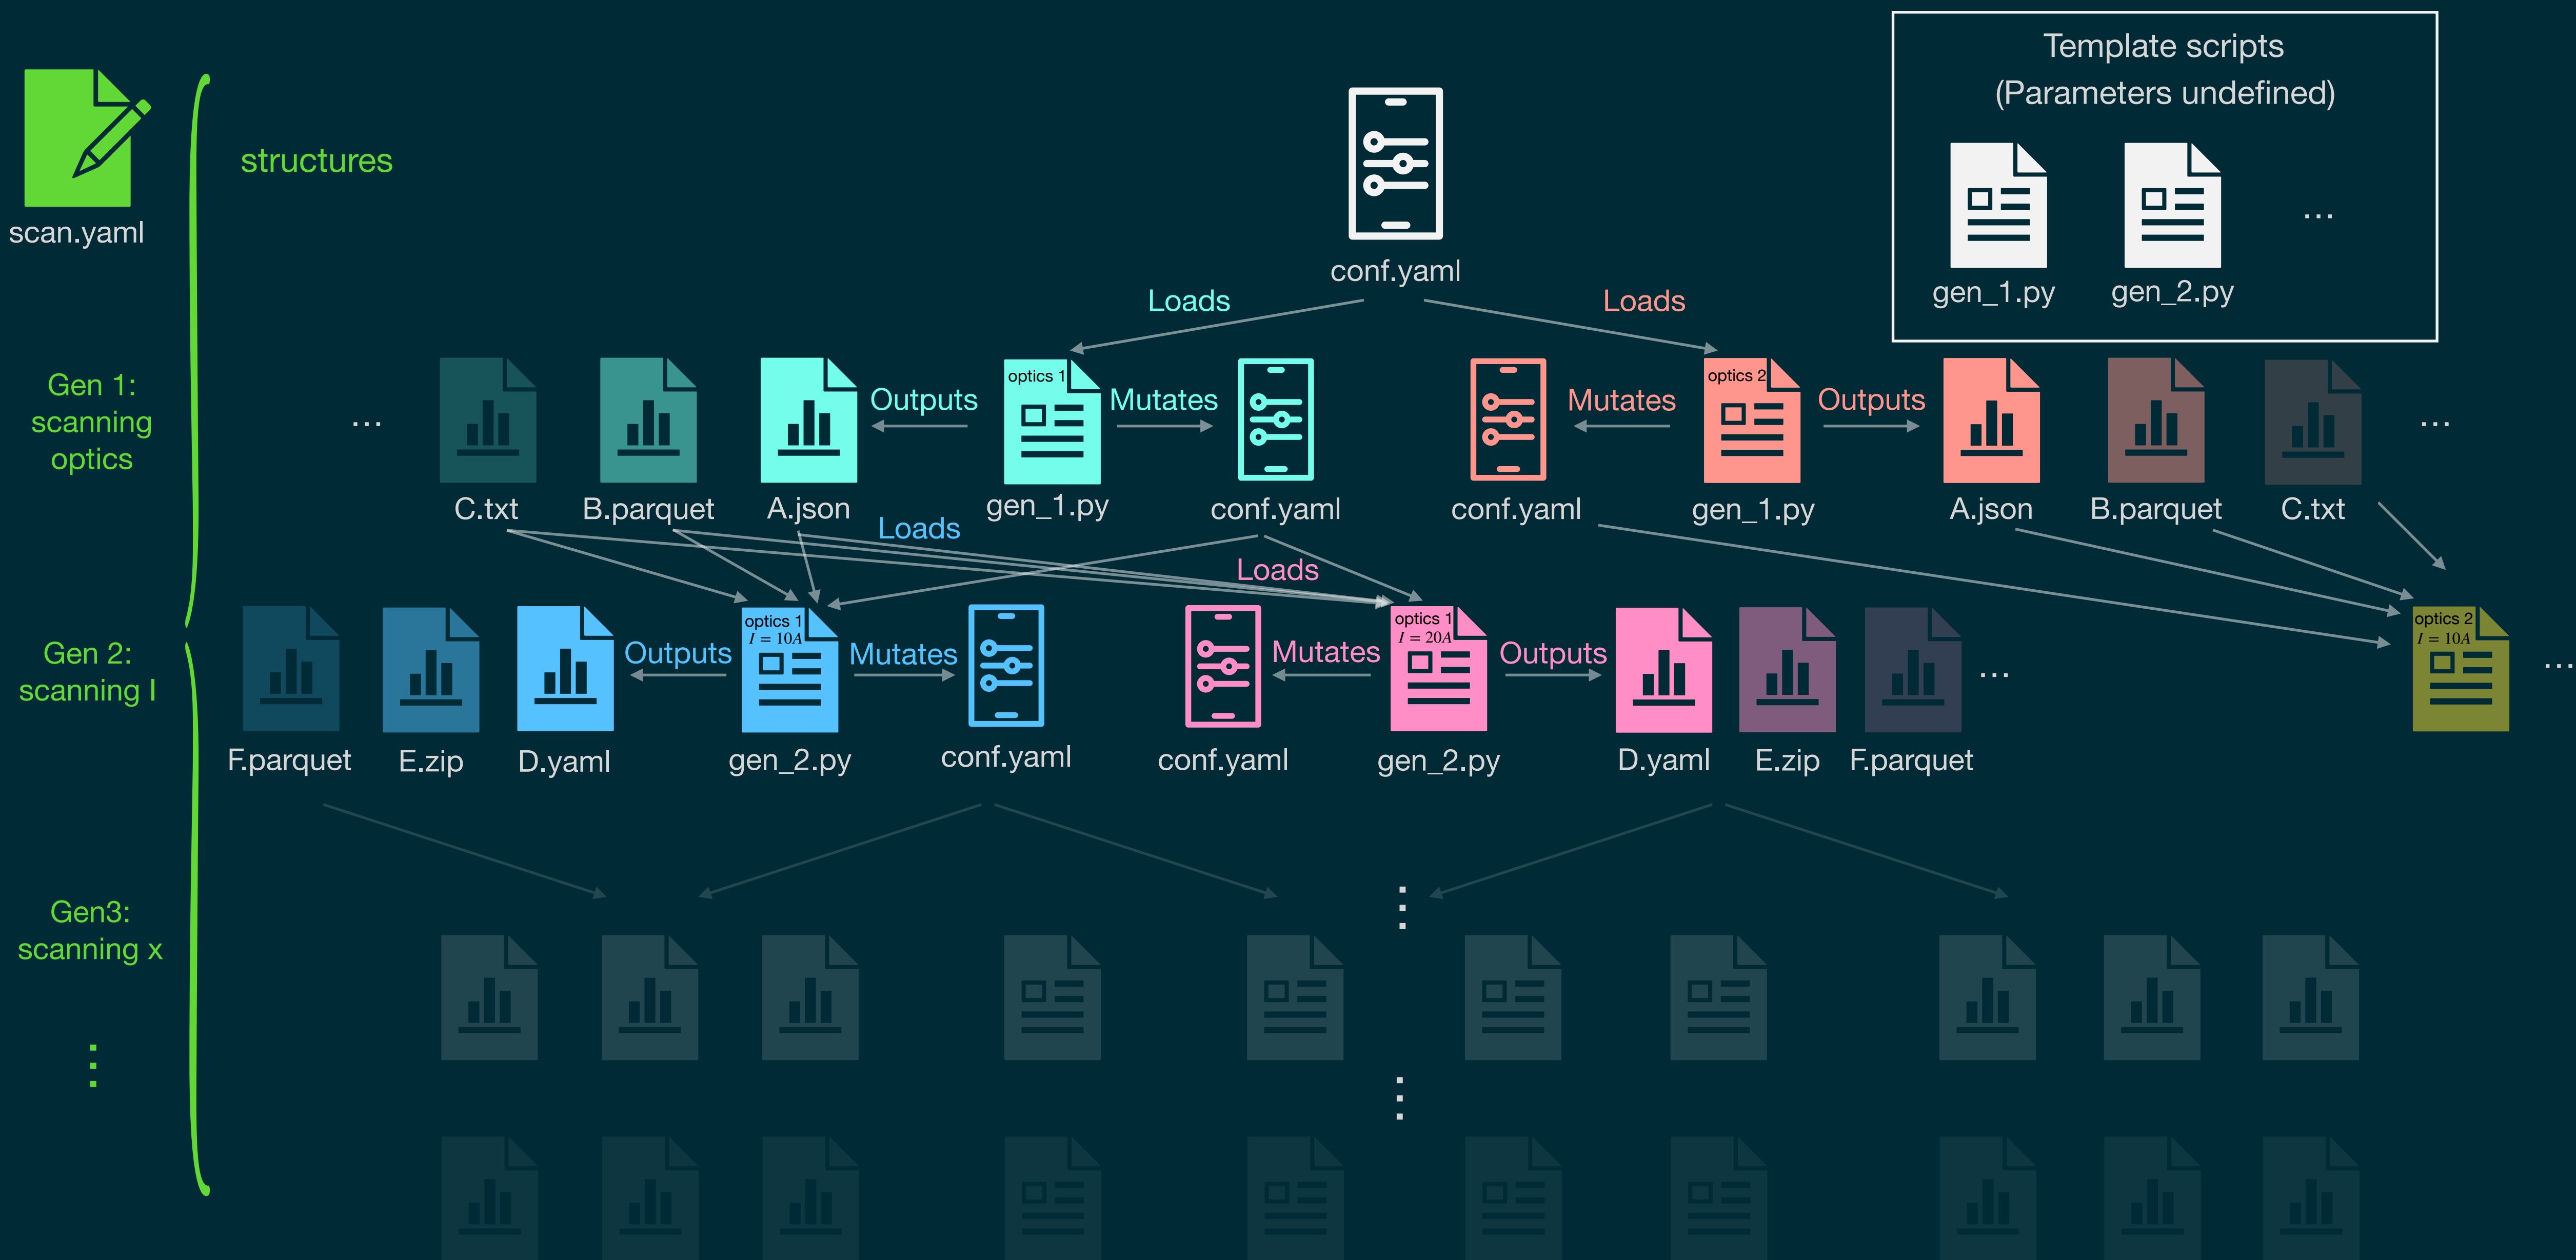 Template scripts
(Parameters undefined)
gen_1.py
gen_2.py
...
scan.yaml
structures
conf.yaml
Loads
Loads
Gen 1:
scanning
optics
...
C.txt
B.parquet
A.json
Outputs
optics 1
gen_1.py
Mutates
conf.yaml
conf.yaml
Mutates
optics 2
gen_1.py
Outputs
A.json
B.parquet
C.txt
...
Loads
Loads
Gen 2:
scanning I
F.parquet
E.zip
D.yaml
Outputs
optics 1
I = 10A
gen_2.py
Mutates
conf.yaml
conf.yaml
Mutates
optics 1
I = 20A
gen_2.py
Outputs
D.yaml
E.zip
F.parquet
...
optics 2
I = 10A
...
Gen3:
scanning x